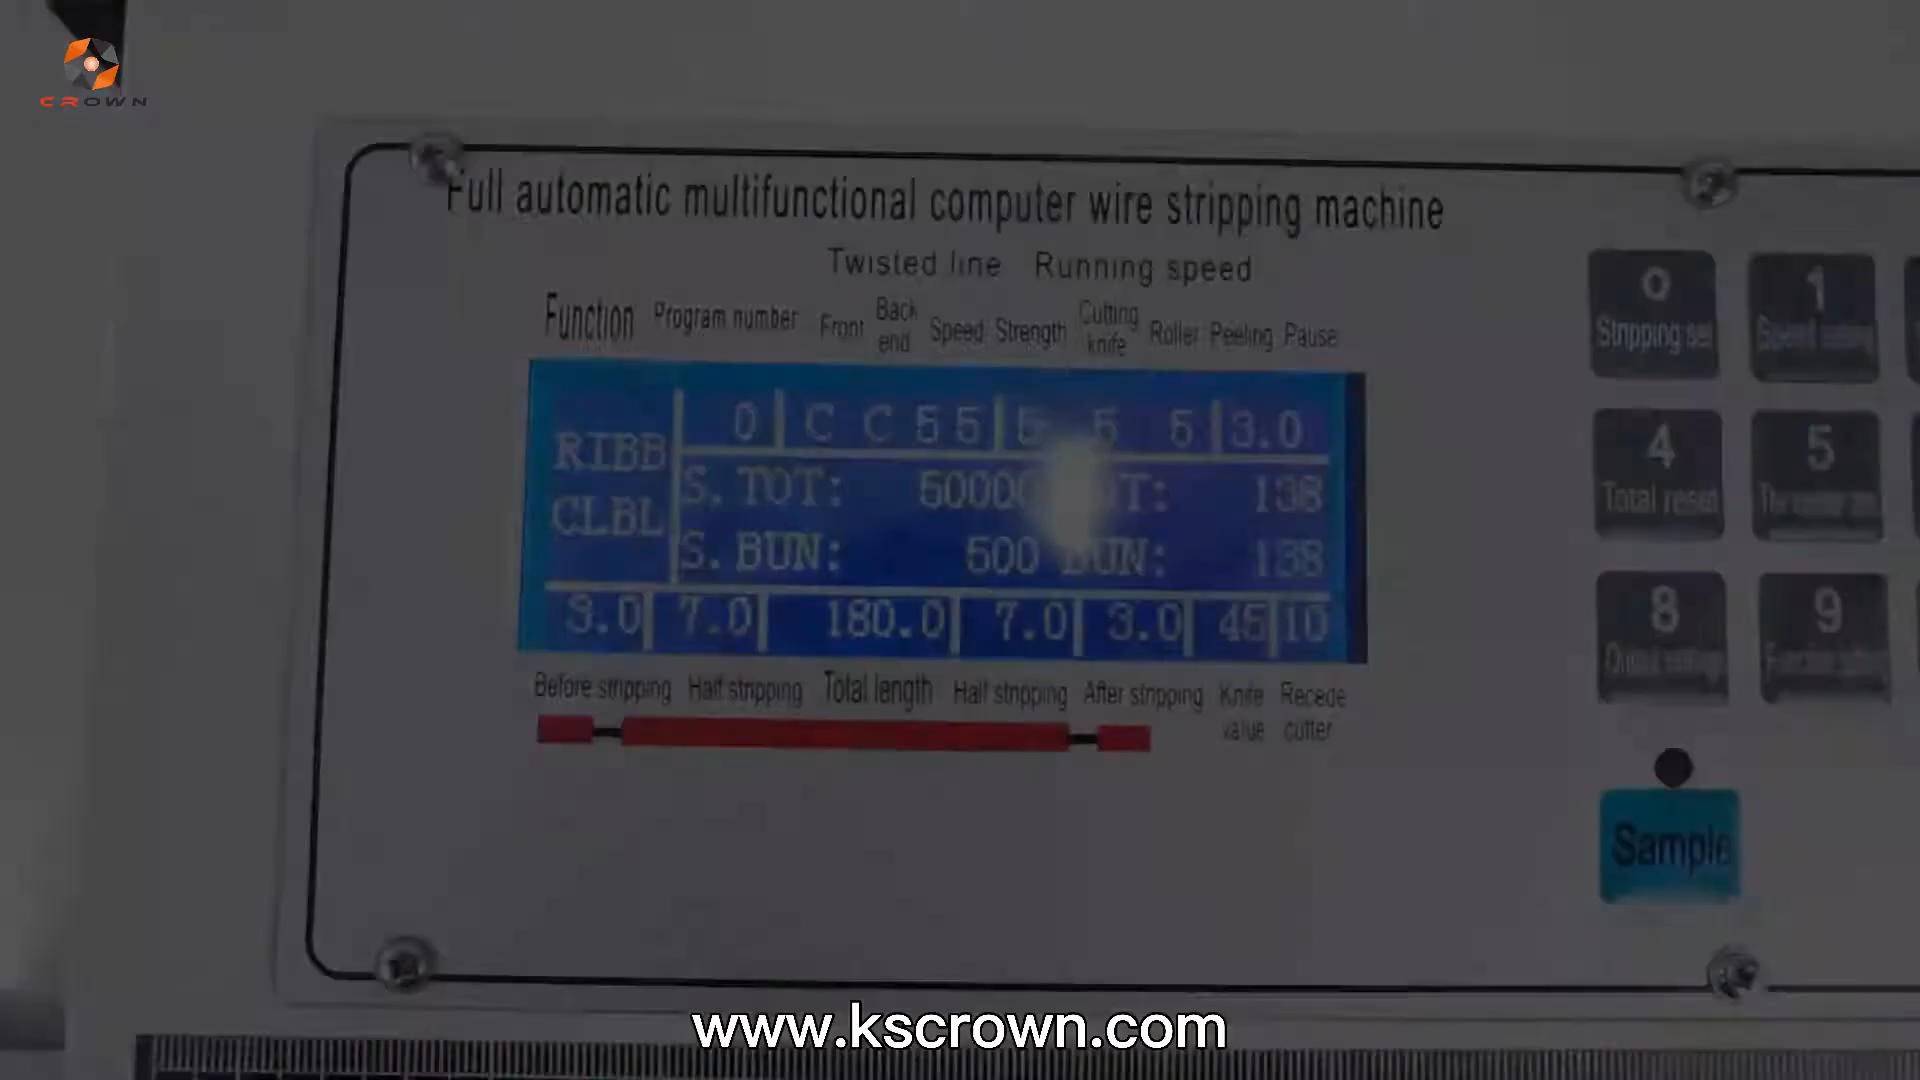 CROWN
Full automatic multifunctional computer wire stripping machine
Twisted line Running speed
Function Program number Front Back end Speed Strength Cutting knife Roller Peeling Pause
0 C C 5 5 5 5 5 3.0
RIBB
S. TOT: 138
CLBL
S. BUN: 500 BUN: 138
3.0 7.0 180.0 7.0 3.0 45 10
Before stripping Half stripping Total length Half stripping After stripping Knife value Recede cutter
0 1
Stripping set
4 5
Total reset
8 9
Sample
www.kscrown.com